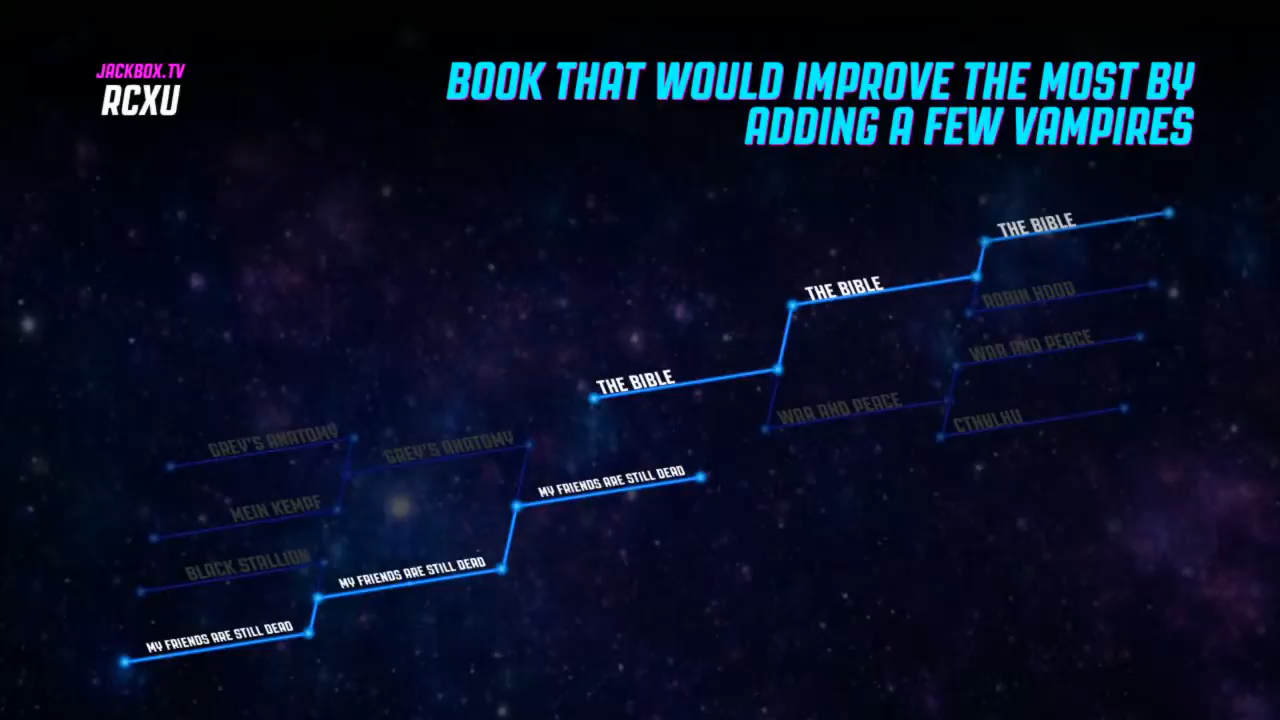 JACKBOX.TV
RCXU
BOOK THAT WOULD IMPROVE THE MOST BY
ADDING A FEW VAMPIRES
THE BIBLE
THE BIBLE
ROBIN HOOD
WAR AND PEACE
THE BIBLE
WAR AND PEACE
CTHYLHU
GREY'S ANATOMY
GREY'S ANATOMY
MY FRIENDS ARE STILL DEAD
MEIN KEMPF
BLACK STALLION
MY FRIENDS ARE STILL DEAD
MY FRIENDS ARE STILL DEAD